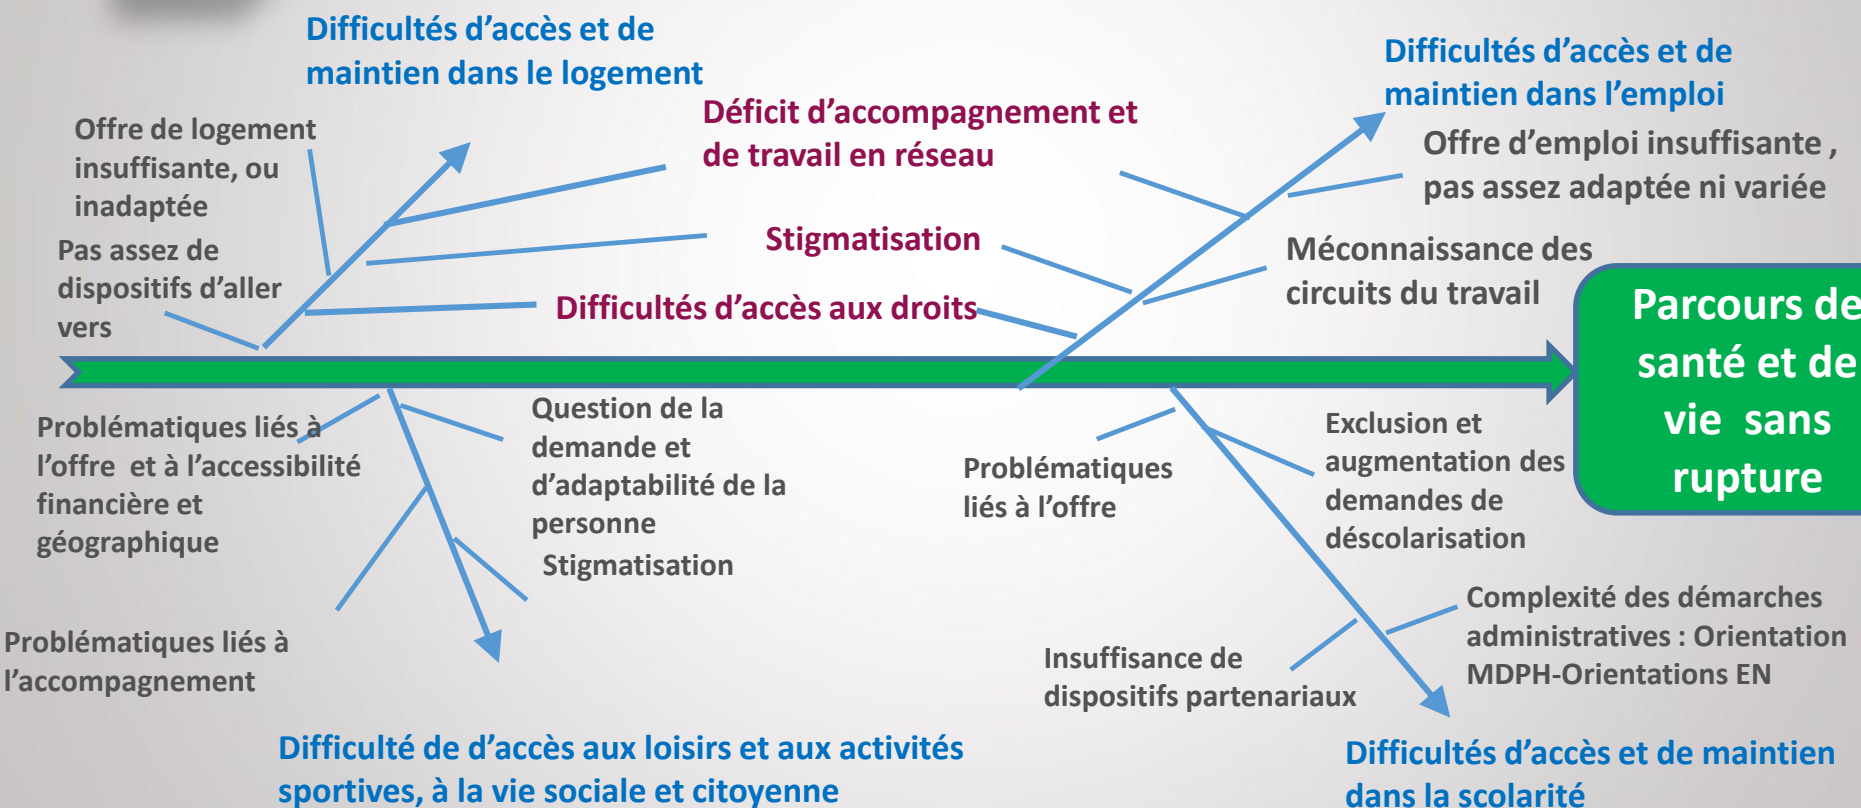 Difficultés d’accès et de
maintien dans le logement
Offre de logement
insuffisante, ou
inadaptée
Pas assez de
dispositifs d’aller
vers
Déficit d’accompagnement et
de travail en réseau
Stigmatisation
Difficultés d’accès aux droits
Difficultés d’accès et de
maintien dans l’emploi
Offre d’emploi insuffisante ,
pas assez adaptée ni variée
Méconnaissance des
circuits du travail
Parcours de
santé et de
vie sans
rupture
Problématiques liés à
l’offre et à l’accessibilité
financière et
géographique
Question de la
demande et
d’adaptabilité de la
personne
Stigmatisation
Problématiques liés à
l’accompagnement
Difficulté de d’accès aux loisirs et aux activités
sportives, à la vie sociale et citoyenne
Problématiques
liés à l’offre
Exclusion et
augmentation des
demandes de
déscolarisation
Insuffisance de
dispositifs partenariaux
Complexité des démarches
administratives : Orientation
MDPH-Orientations EN
Difficultés d’accès et de maintien
dans la scolarité